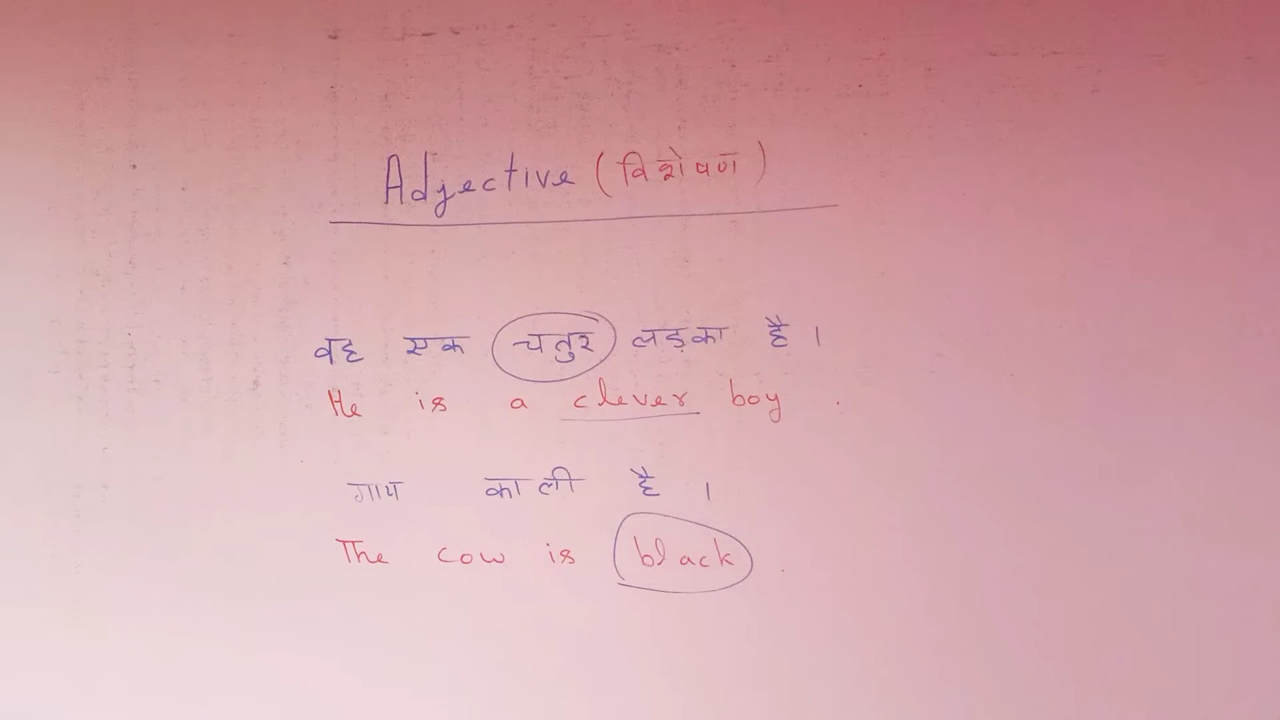 Adjective (विशेषण)
वह एक चतुर लड़का है ।
He is a clever boy .
गाय काली है ।
The cow is black .